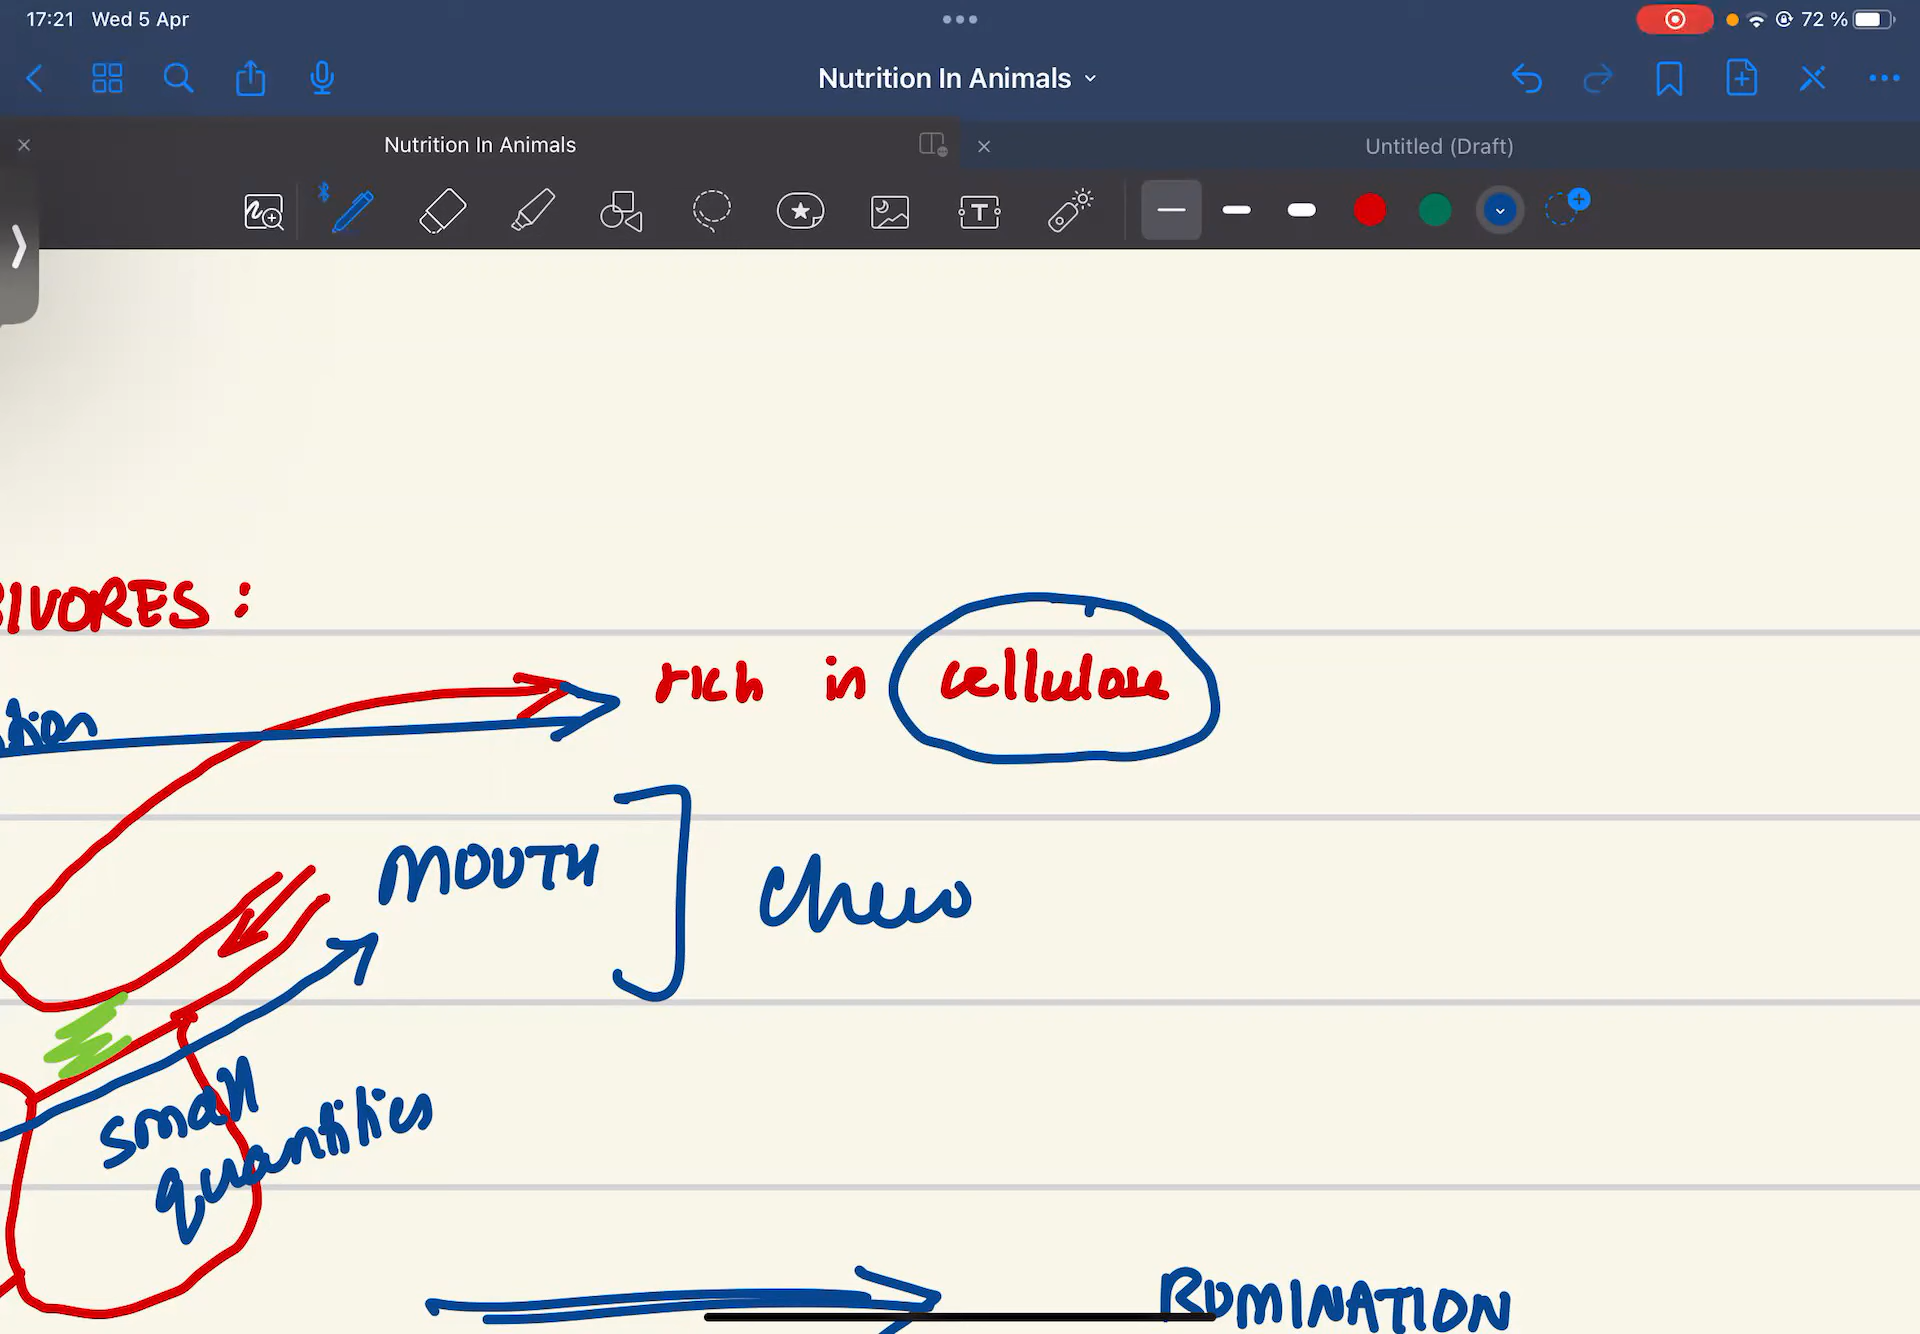 17:21 Wed 5 Apr
72 %
Nutrition In Animals
Nutrition In Animals
Untitled (Draft)
IVORES :
rich in cellulose
tion
MOUTH
chew
small
quantities
RUMINATION